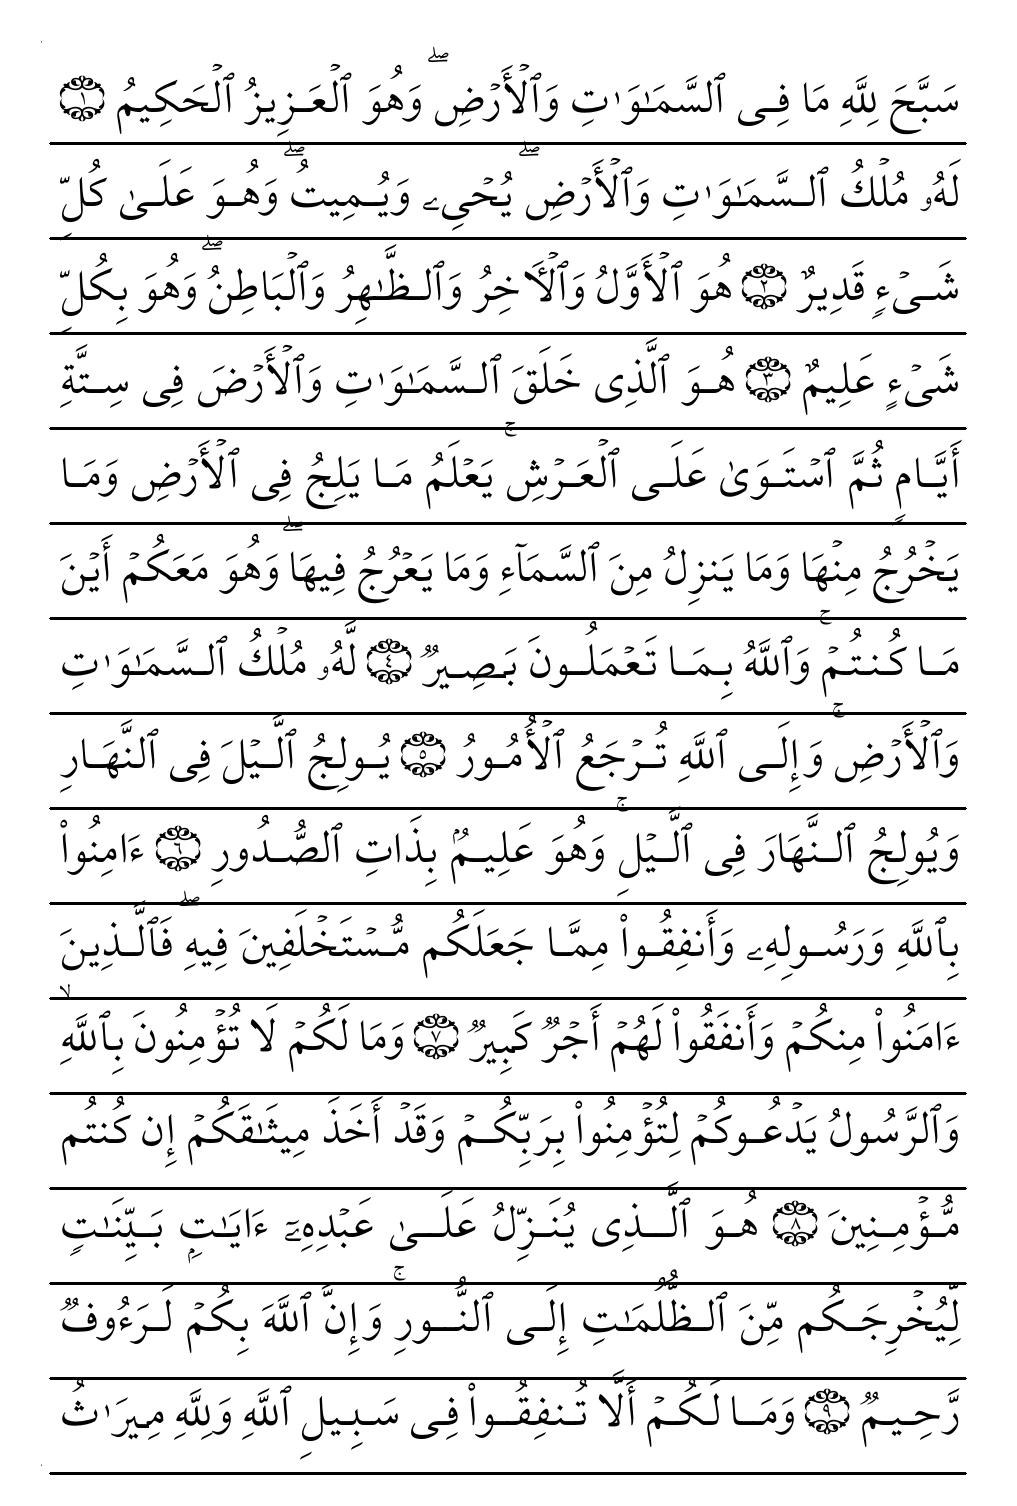 سَبَّحَ لِلَّهِ مَا فِى ٱلسَّمَـٰوَٰتِ وَٱلْأَرْضِ ۖ وَهُوَ ٱلْعَزِيزُ ٱلْحَكِيمُ ١
لَهُۥ مُلْكُ ٱلسَّمَـٰوَٰتِ وَٱلْأَرْضِ ۖ يُحْىِۦ وَيُمِيتُ ۖ وَهُوَ عَلَىٰ كُلِّ
شَىْءٍ قَدِيرٌ ٢ هُوَ ٱلْأَوَّلُ وَٱلْـَٔاخِرُ وَٱلظَّـٰهِرُ وَٱلْبَاطِنُ ۖ وَهُوَ بِكُلِّ
شَىْءٍ عَلِيمٌ ٣ هُوَ ٱلَّذِى خَلَقَ ٱلسَّمَـٰوَٰتِ وَٱلْأَرْضَ فِى سِتَّةِ
أَيَّامٍ ثُمَّ ٱسْتَوَىٰ عَلَى ٱلْعَرْشِ ۚ يَعْلَمُ مَا يَلِجُ فِى ٱلْأَرْضِ وَمَا
يَخْرُجُ مِنْهَا وَمَا يَنزِلُ مِنَ ٱلسَّمَآءِ وَمَا يَعْرُجُ فِيهَا ۖ وَهُوَ مَعَكُمْ أَيْنَ
مَا كُنتُمْ ۚ وَٱللَّهُ بِمَا تَعْمَلُونَ بَصِيرٌ ٤ لَّهُۥ مُلْكُ ٱلسَّمَـٰوَٰتِ
وَٱلْأَرْضِ ۚ وَإِلَى ٱللَّهِ تُرْجَعُ ٱلْأُمُورُ ٥ يُولِجُ ٱلَّيْلَ فِى ٱلنَّهَارِ
وَيُولِجُ ٱلنَّهَارَ فِى ٱلَّيْلِ ۚ وَهُوَ عَلِيمٌۢ بِذَاتِ ٱلصُّدُورِ ٦ ءَامِنُوا۟
بِٱللَّهِ وَرَسُولِهِۦ وَأَنفِقُوا۟ مِمَّا جَعَلَكُم مُّسْتَخْلَفِينَ فِيهِ ۖ فَٱلَّذِينَ
ءَامَنُوا۟ مِنكُمْ وَأَنفَقُوا۟ لَهُمْ أَجْرٌ كَبِيرٌ ٧ وَمَا لَكُمْ لَا تُؤْمِنُونَ بِٱللَّهِ ۙ
وَٱلرَّسُولُ يَدْعُوكُمْ لِتُؤْمِنُوا۟ بِرَبِّكُمْ وَقَدْ أَخَذَ مِيثَـٰقَكُمْ إِن كُنتُم
مُّؤْمِنِينَ ٨ هُوَ ٱلَّذِى يُنَزِّلُ عَلَىٰ عَبْدِهِۦٓ ءَايَـٰتٍۭ بَيِّنَـٰتٍ
لِّيُخْرِجَكُم مِّنَ ٱلظُّلُمَـٰتِ إِلَى ٱلنُّورِ ۚ وَإِنَّ ٱللَّهَ بِكُمْ لَرَءُوفٌ
رَّحِيمٌ ٩ وَمَا لَكُمْ أَلَّا تُنفِقُوا۟ فِى سَبِيلِ ٱللَّهِ وَلِلَّهِ مِيرَٰثُ